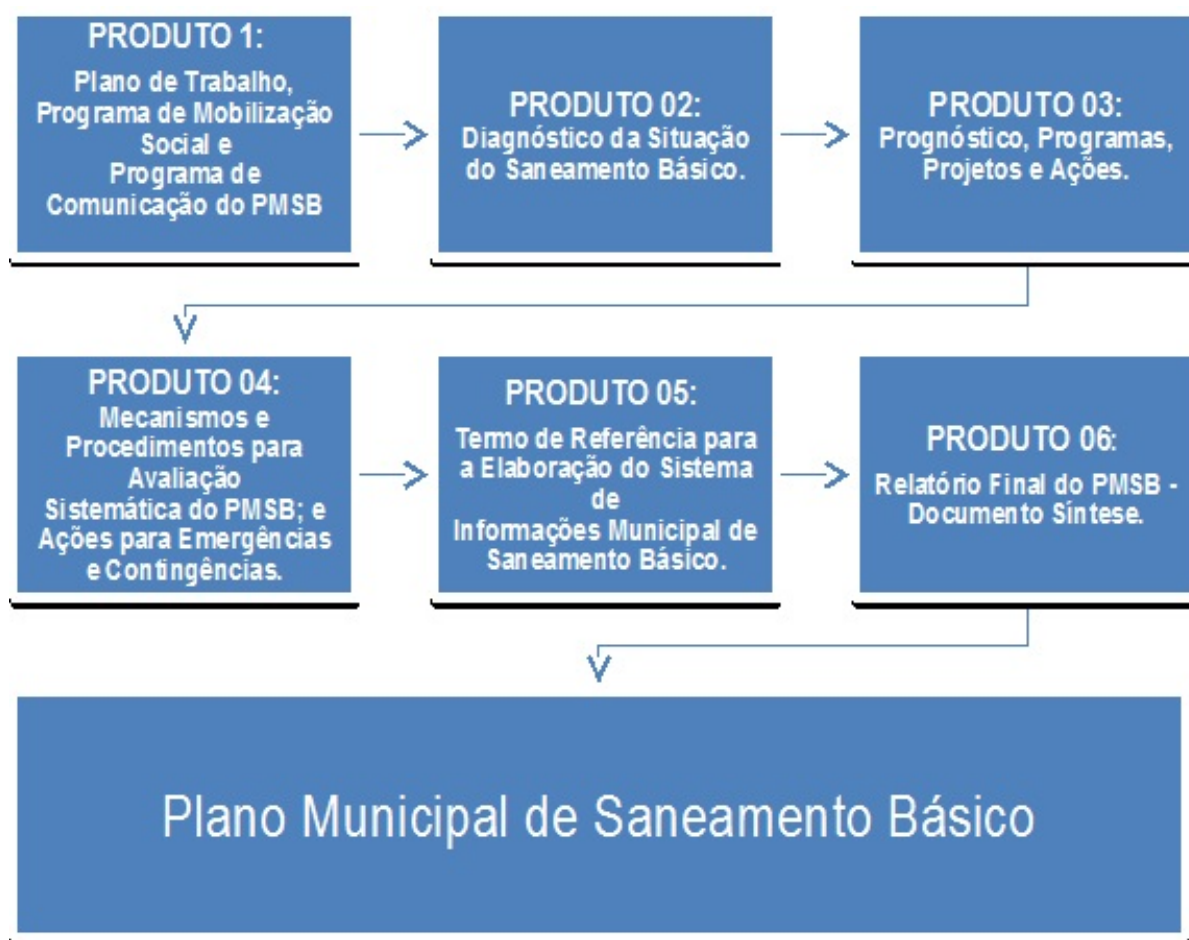 PRODUTO 1:
Plano de Trabalho,
Programa de Mobilização
Social e
Programa de
Comunicação do PMSB
PRODUTO 02:
Diagnóstico da Situação
do Saneamento Básico.
PRODUTO 03:
Prognóstico, Programas,
Projetos e Ações.
PRODUTO 04:
Mecanismos e
Procedimentos para
Avaliação
Sistemática do PMSB; e
Ações para Emergências
e Contingências.
PRODUTO 05:
Termo de Referência para
a Elaboração do Sistema
de
Informações Municipal de
Saneamento Básico.
PRODUTO 06:
Relatório Final do PMSB -
Documento Síntese.
Plano Municipal de Saneamento Básico